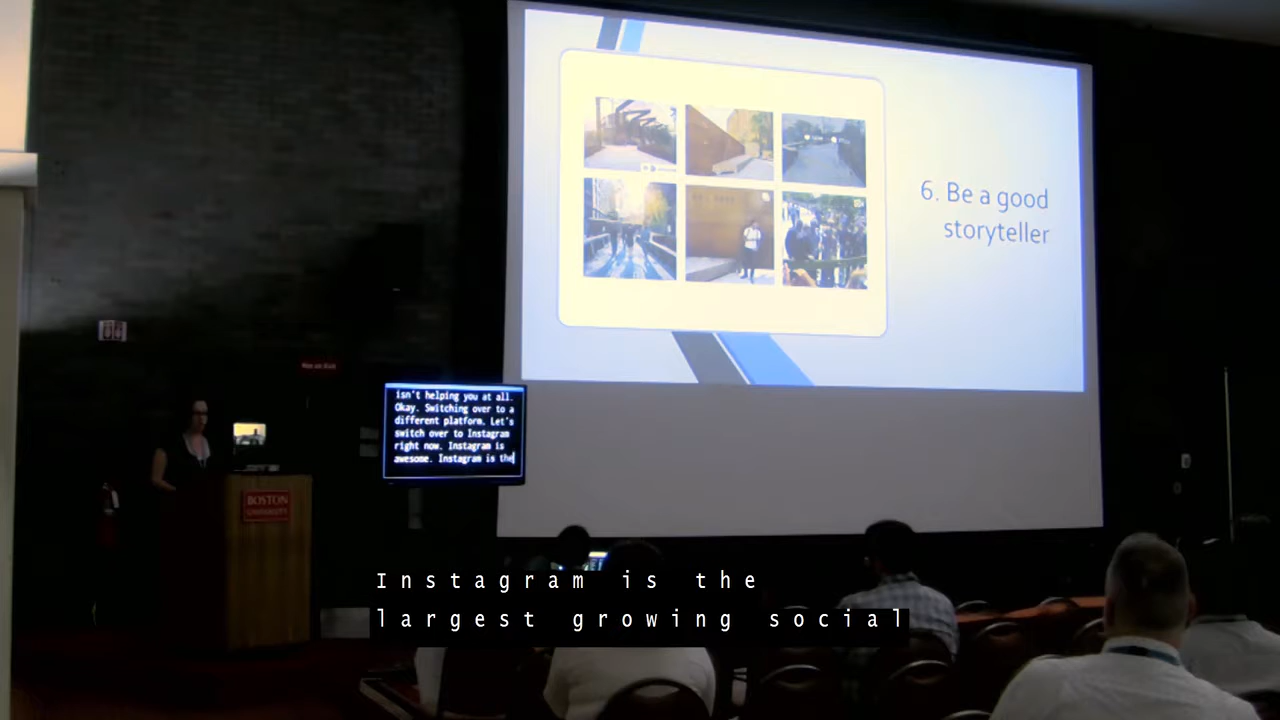 6. Be a good
storyteller
isn't helping you at all.
Okay. Switching over to a
different platform. Let's
switch over to Instagram
right now. Instagram is
awesome. Instagram is the
BOSTON
UNIVERSITY
Instagram is the
largest growing social